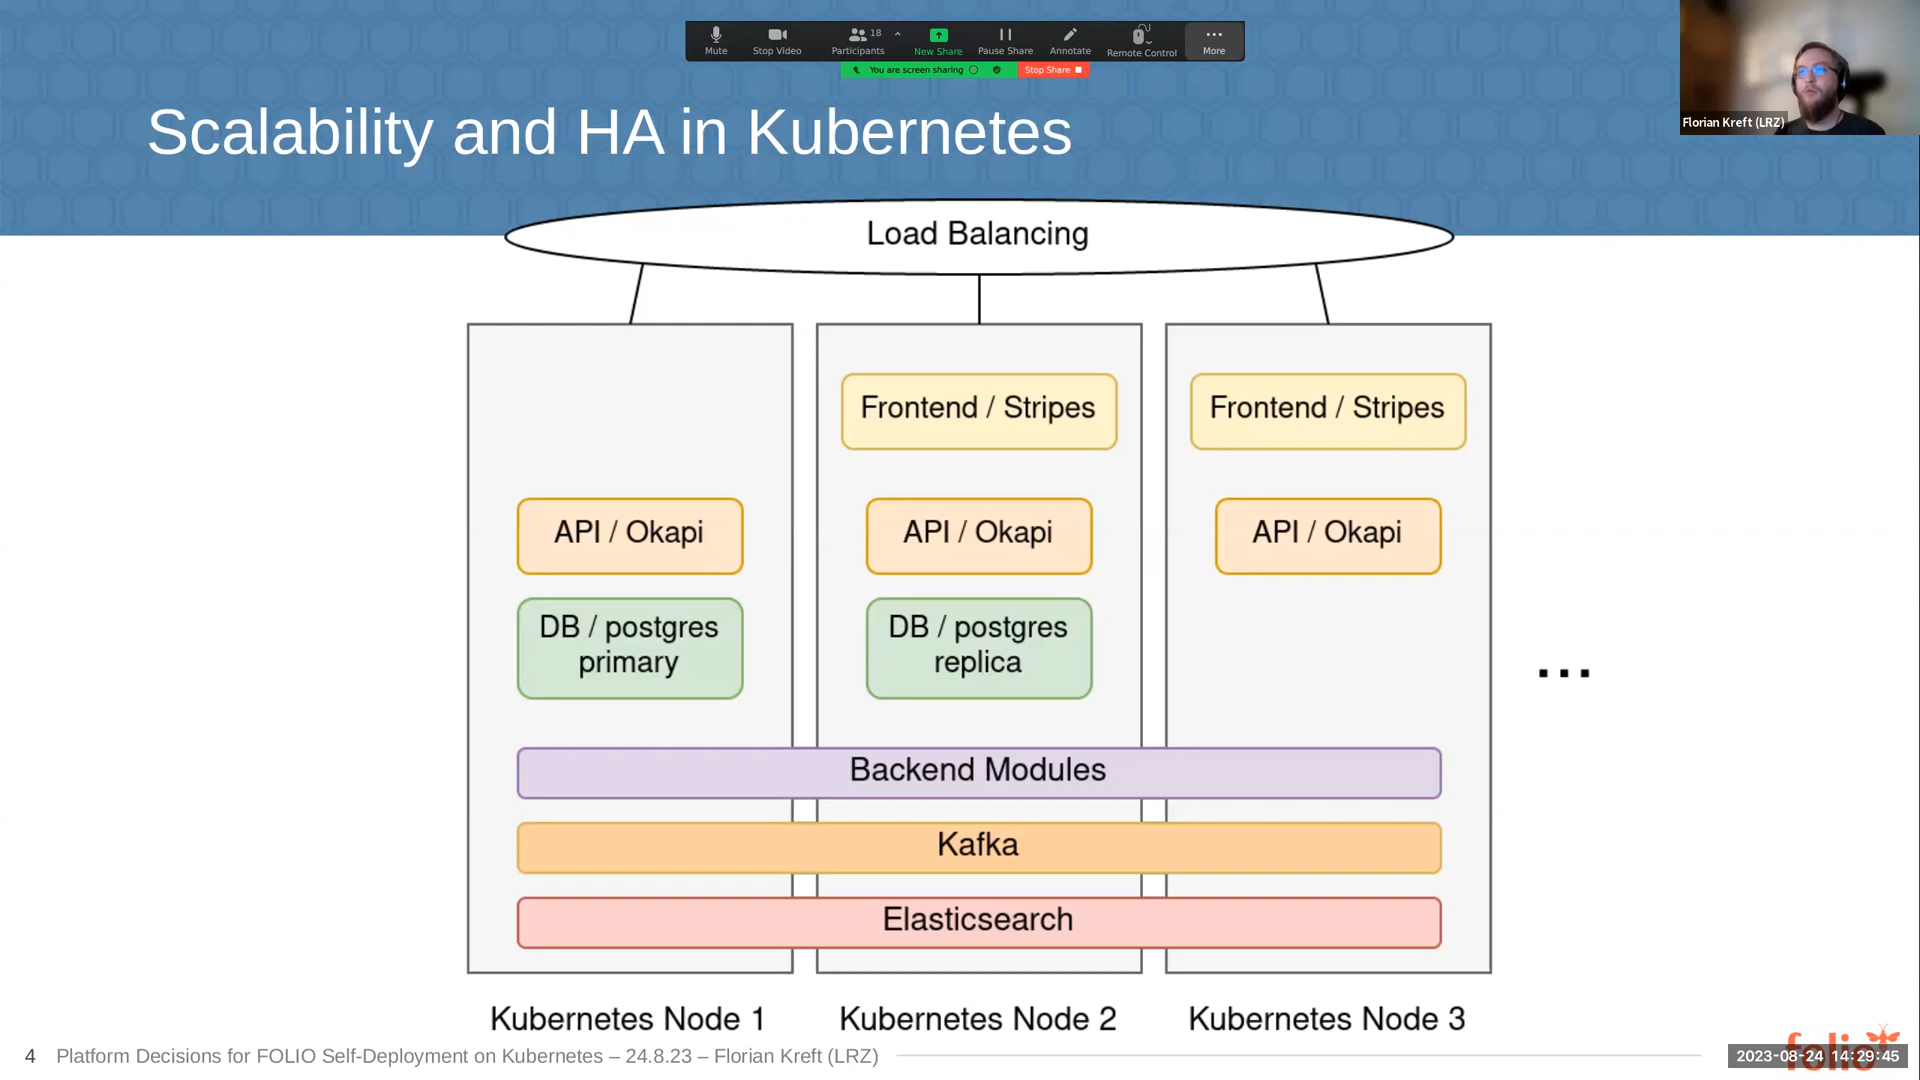 Mute
Stop Video
Participants
18
New Share
Pause Share
Annotate
Remote Control
More
You are screen sharing
Stop Share
Florian Kreft (LRZ)
Scalability and HA in Kubernetes
Load Balancing
Frontend / Stripes
Frontend / Stripes
API / Okapi
API / Okapi
API / Okapi
DB / postgres
primary
DB / postgres
replica
...
Backend Modules
Kafka
Elasticsearch
Kubernetes Node 1
Kubernetes Node 2
Kubernetes Node 3
4
Platform Decisions for FOLIO Self-Deployment on Kubernetes – 24.8.23 – Florian Kreft (LRZ)
folio
2023-08-24 14:29:45